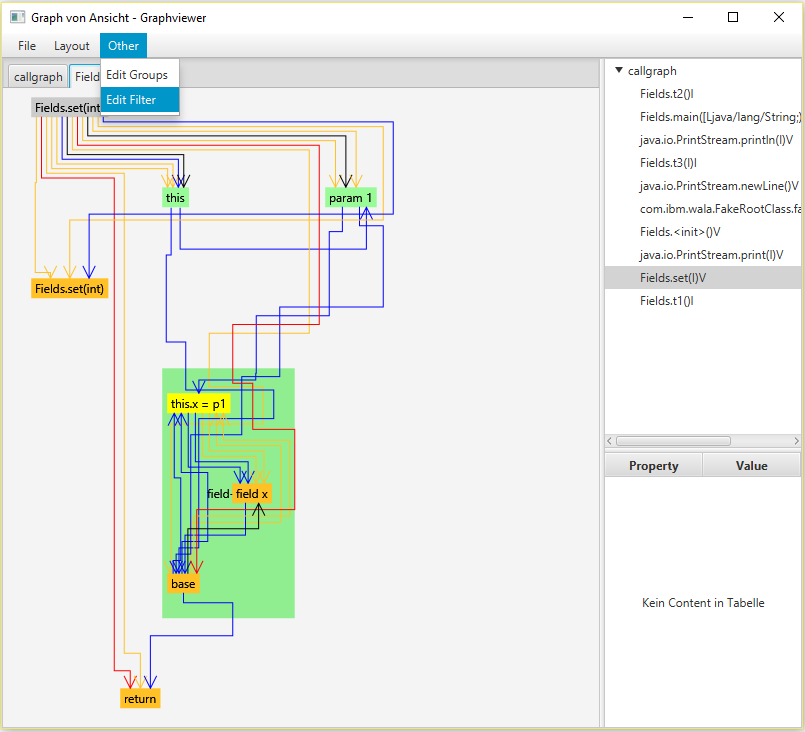 Graph von Ansicht - Graphviewer
File Layout Other
Edit Groups
Edit Filter
callgraph
Field
Fields.set(int)
this
param 1
Fields.set(int)
this.x = p1
field-
field x
base
return
callgraph
Fields.t2()I
Fields.main([Ljava/lang/String;)
java.io.PrintStream.println(I)V
Fields.t3(I)I
java.io.PrintStream.newLine()V
com.ibm.wala.FakeRootClass.fa
Fields.<init>()V
java.io.PrintStream.print(I)V
Fields.set(I)V
Fields.t1()I
Property Value
Kein Content in Tabelle